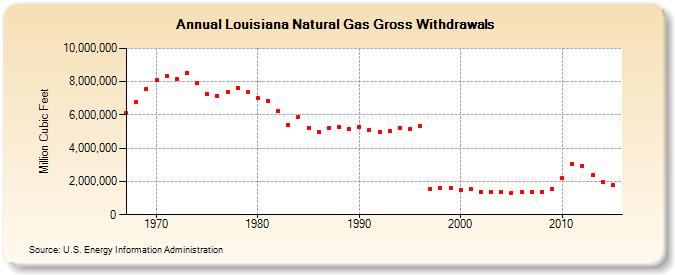 Annual Louisiana Natural Gas Gross Withdrawals
Million Cubic Feet
10,000,000
8,000,000
6,000,000
4,000,000
2,000,000
0
1970 1980 1990 2000 2010
Source: U.S. Energy Information Administration